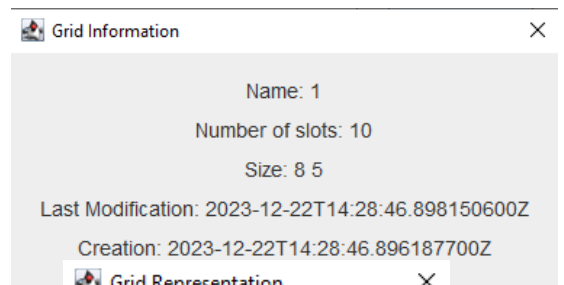 Grid Information
Name: 1
Number of slots: 10
Size: 8 5
Last Modification: 2023-12-22T14:28:46.898150600Z
Creation: 2023-12-22T14:28:46.896187700Z
Grid Representation